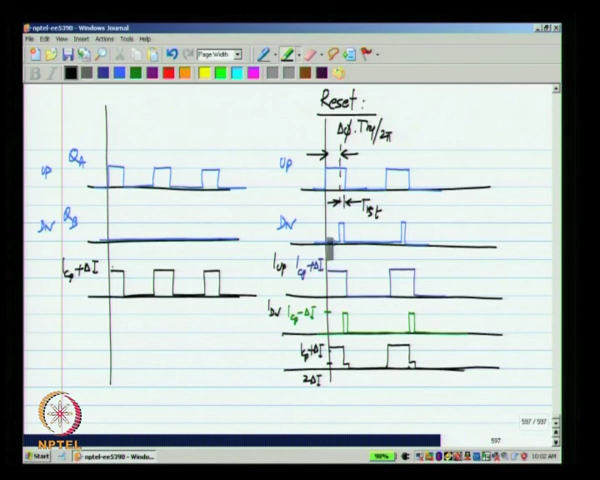 nptel-ee5390 - Windows Journal
File Edit View Insert Actions Tools Help
Page Width
Reset:
Δφ.Tm/2π
UP QA
UP
Trst
DN QB
DN
Icp+ΔI
IUP Icp+ΔI
IDN Icp-ΔI
Icp+ΔI
2ΔI
597 / 597
597
NPTEL
Start
nptel-ee5390 - Windo...
98%
10:02 AM